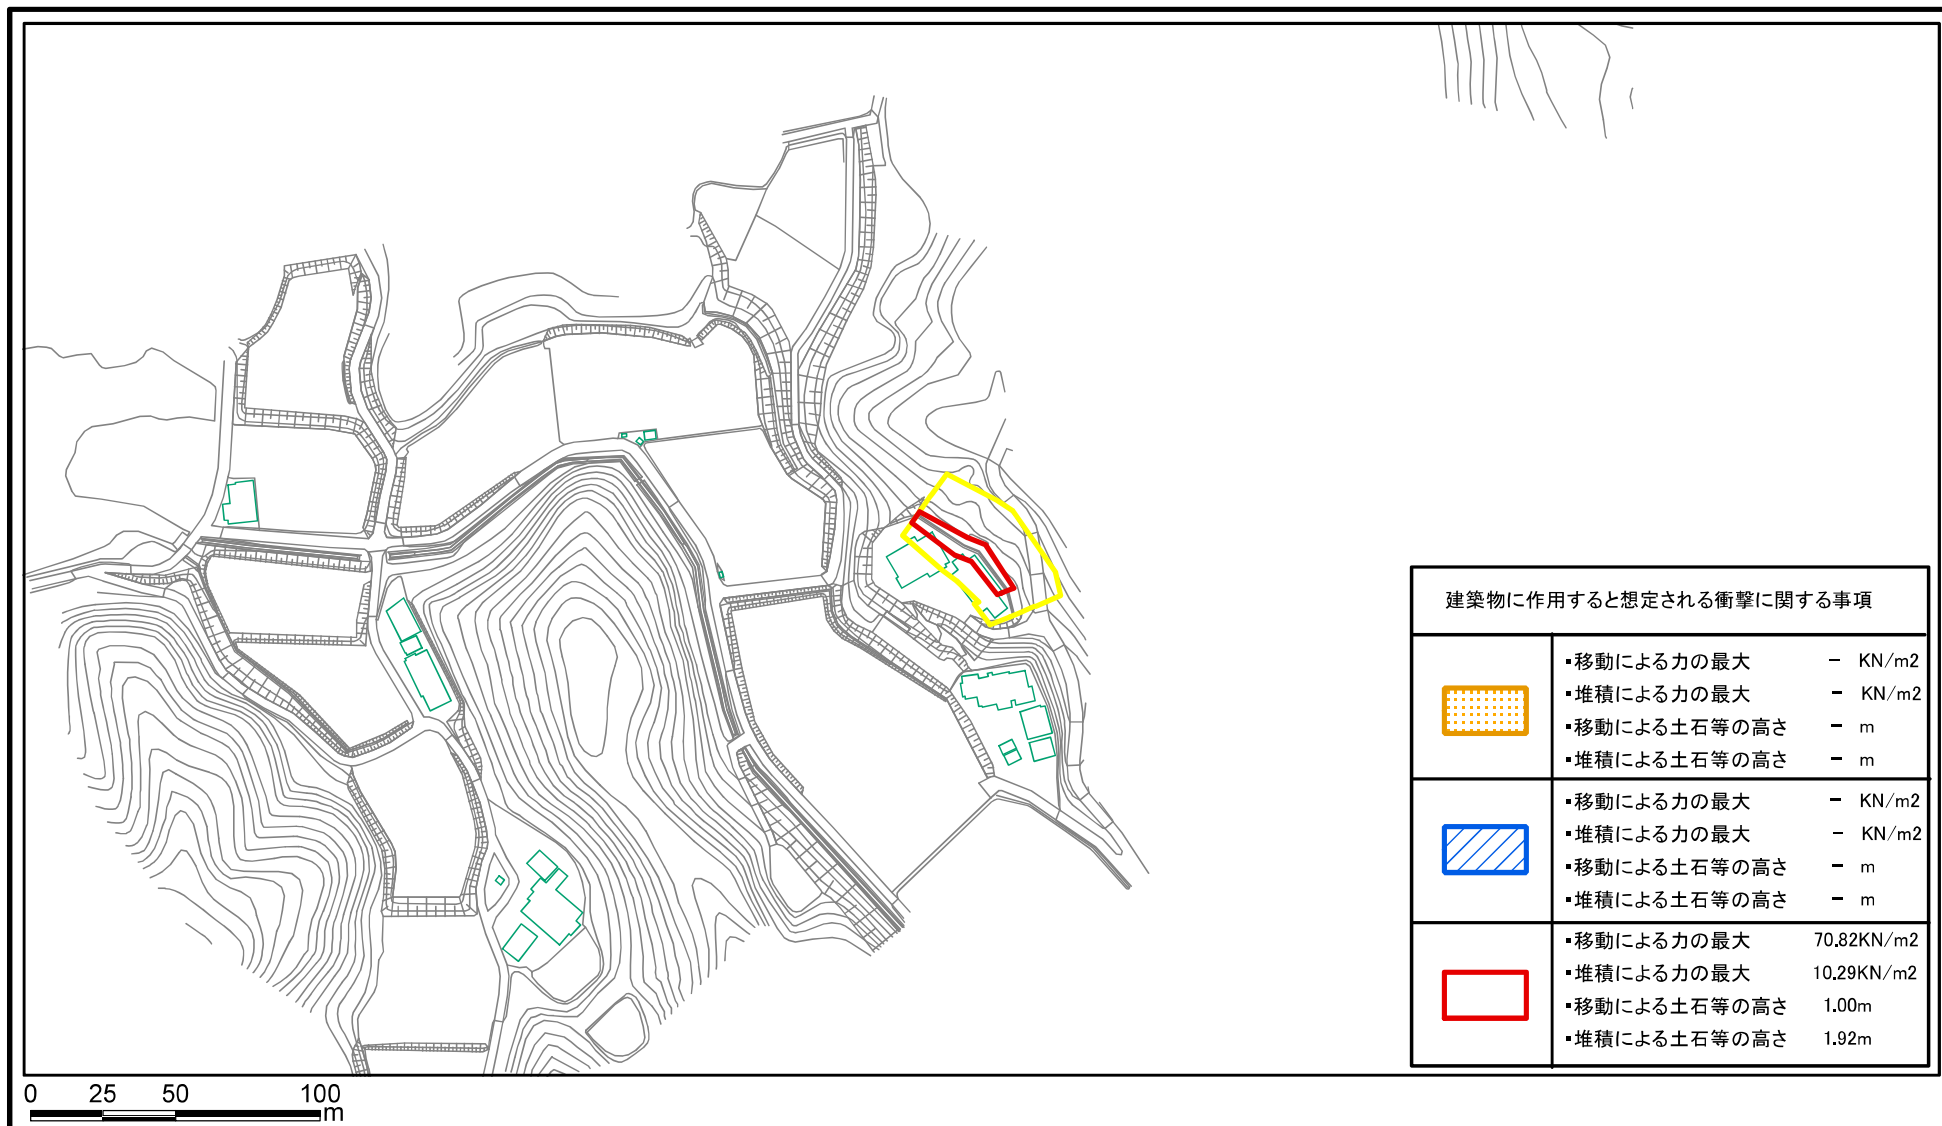 建築物に作用すると想定される衝撃に関する事項
▪移動による力の最大 − KN/m2
▪堆積による力の最大 − KN/m2
▪移動による土石等の高さ − m
▪堆積による土石等の高さ − m
▪移動による力の最大 − KN/m2
▪堆積による力の最大 − KN/m2
▪移動による土石等の高さ − m
▪堆積による土石等の高さ − m
▪移動による力の最大 70.82KN/m2
▪堆積による力の最大 10.29KN/m2
▪移動による土石等の高さ 1.00m
▪堆積による土石等の高さ 1.92m
0 25 50 100
m